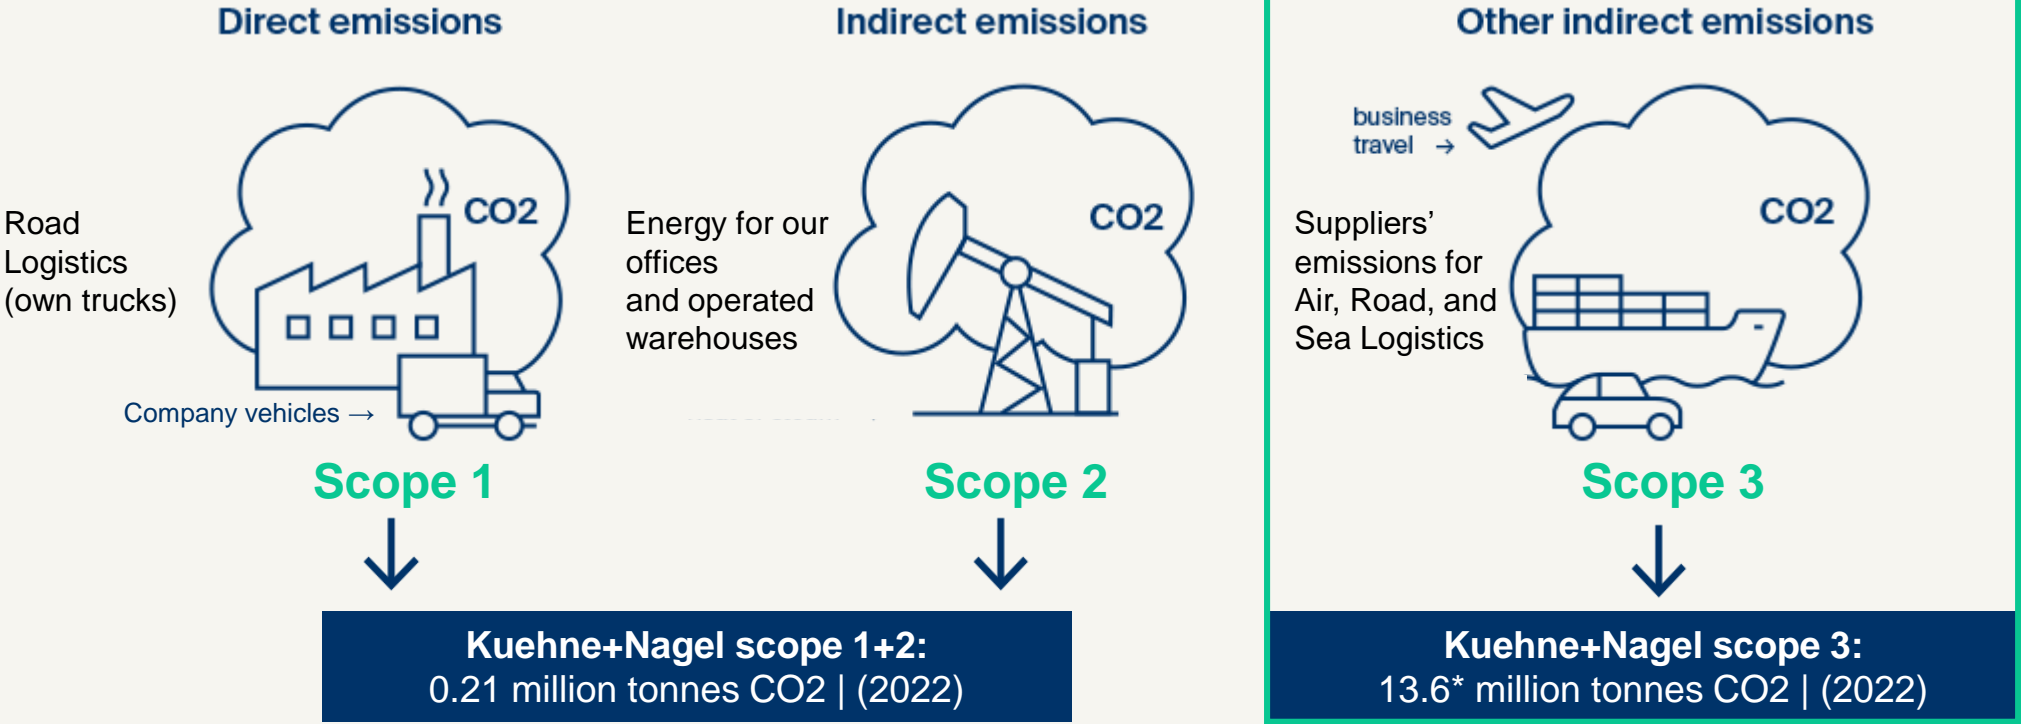 Direct emissions
CO2
Road
Logistics
(own trucks)
Company vehicles →
Scope 1
Indirect emissions
CO2
Energy for our
offices
and operated
warehouses
Scope 2
Kuehne+Nagel scope 1+2:
0.21 million tonnes CO2 | (2022)
Other indirect emissions
business
travel →
CO2
Suppliers’
emissions for
Air, Road, and
Sea Logistics
Scope 3
Kuehne+Nagel scope 3:
13.6* million tonnes CO2 | (2022)